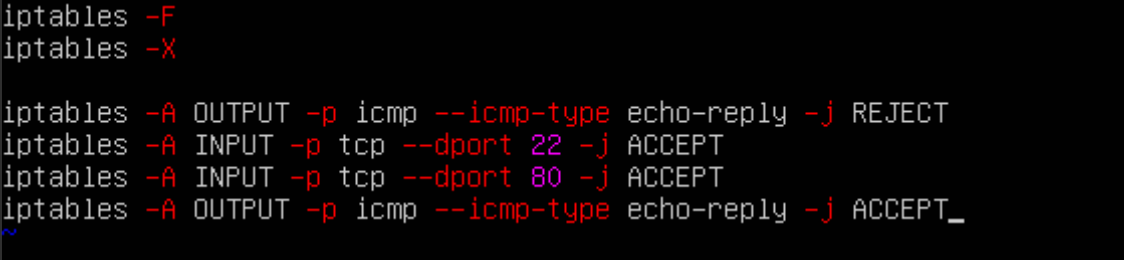 iptables -F
iptables -X
iptables -A OUTPUT -p icmp --icmp-type echo-reply -j REJECT
iptables -A INPUT -p tcp --dport 22 -j ACCEPT
iptables -A INPUT -p tcp --dport 80 -j ACCEPT
iptables -A OUTPUT -p icmp --icmp-type echo-reply -j ACCEPT_
~